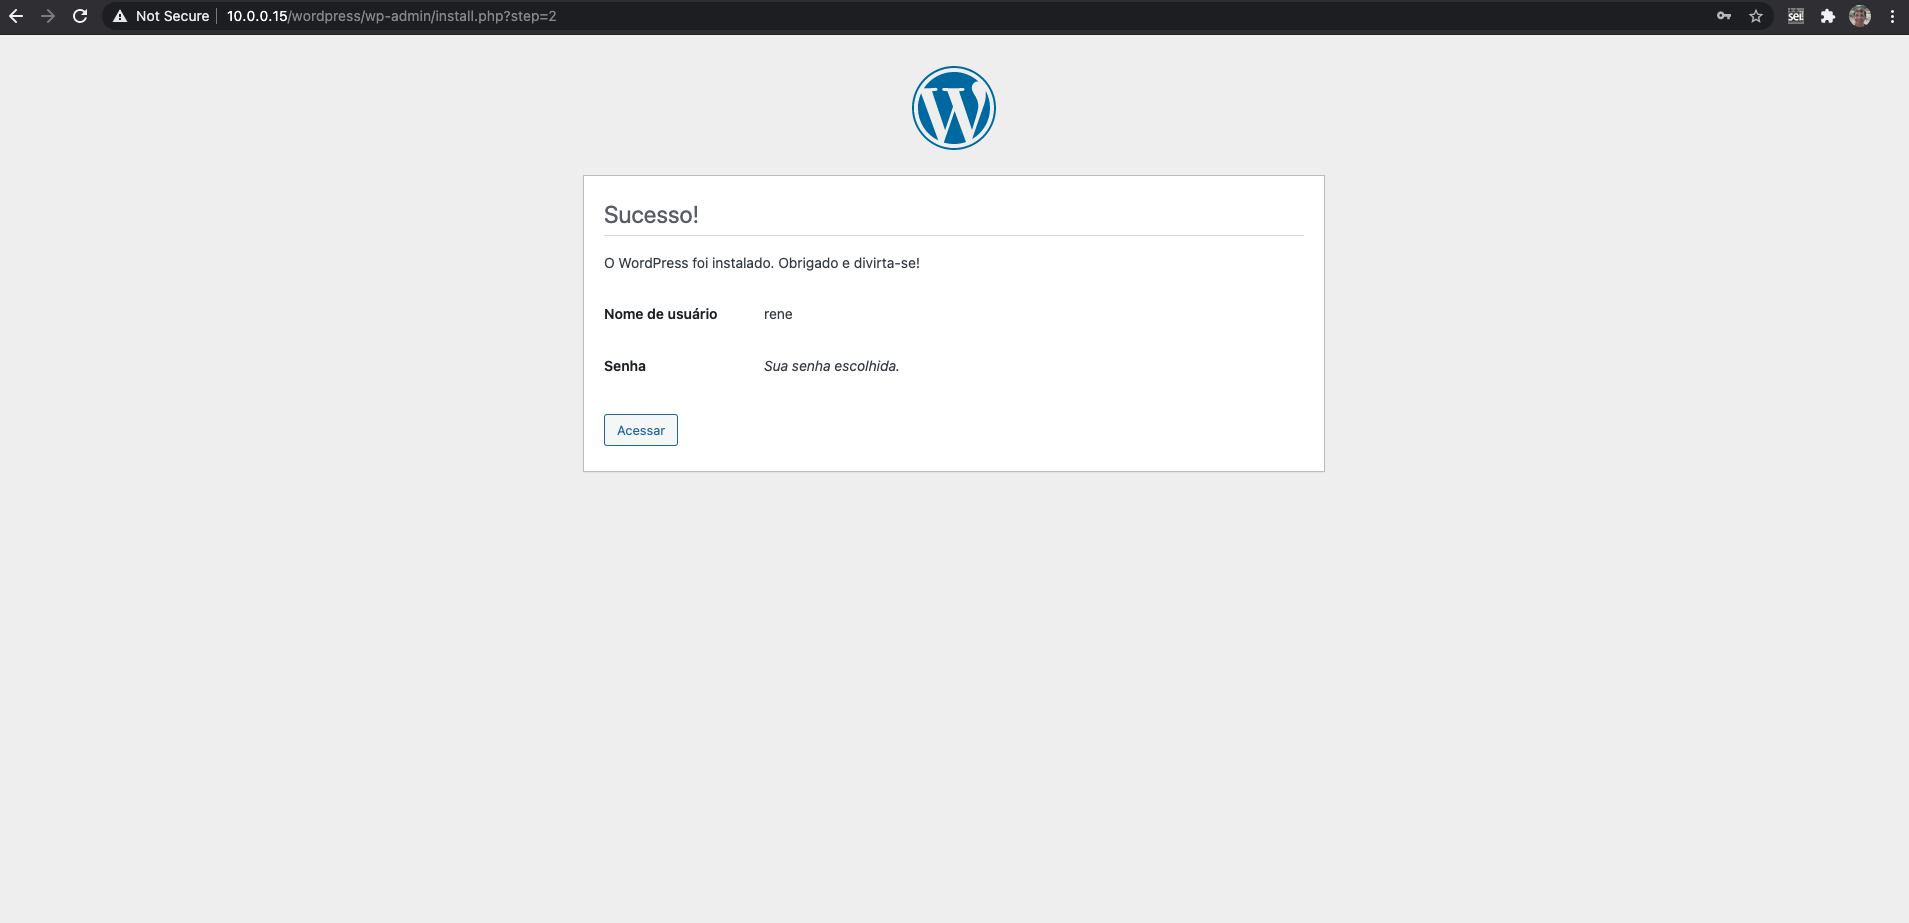 Not Secure 10.0.0.15/wordpress/wp-admin/install.php?step=2
sei!
W
Sucesso!
O WordPress foi instalado. Obrigado e divirta-se!
Nome de usuário rene
Senha Sua senha escolhida.
Acessar